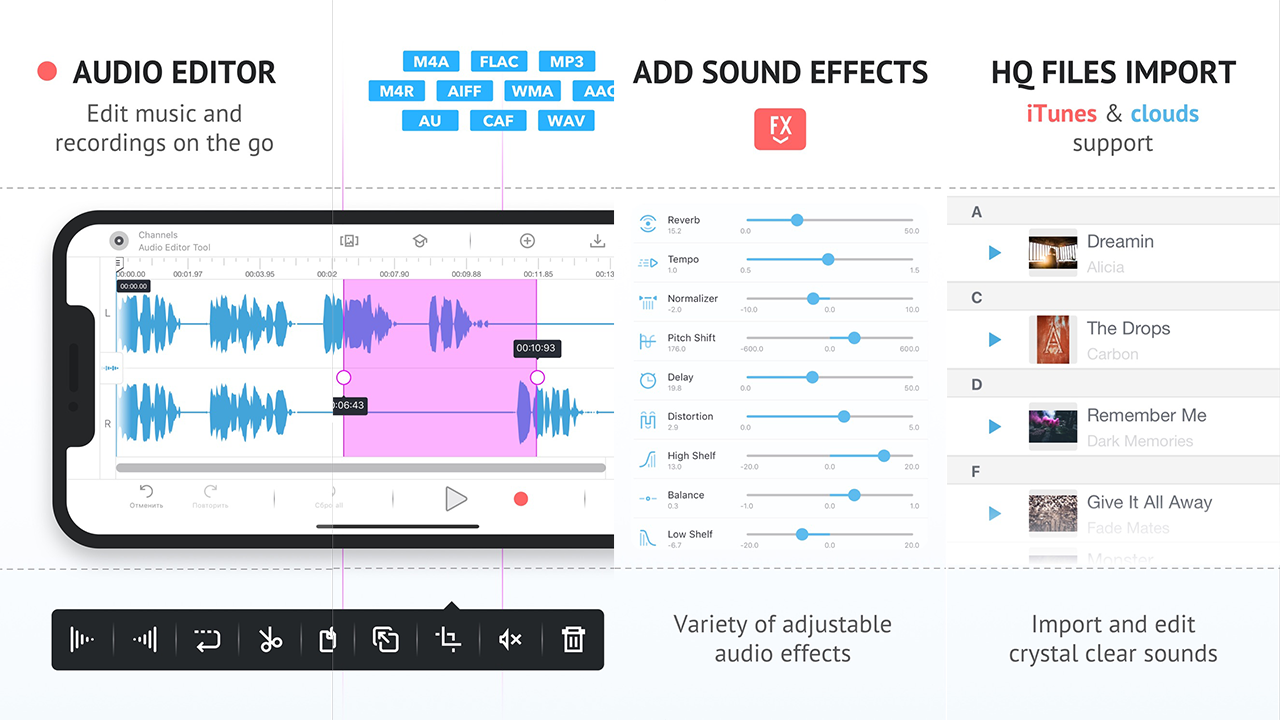 AUDIO EDITOR
Edit music and
recordings on the go
M4A FLAC MP3
M4R AIFF WMA AAC
AU CAF WAV
Channels
Audio Editor Tool
00:00.00 00:01.97 00:03.95 00:02 00:07.90 00:09.88 00:11.85 00:13
00:00.00
L
00:10:93
:06:43
R
Отменить Повторить Сбросить all
ADD SOUND EFFECTS
FX
Reverb
15.2 0.0 50.0
Tempo
1.0 0.5 1.5
Normalizer
-2.0 -10.0 0.0 10.0
Pitch Shift
176.0 -600.0 0.0 600.0
Delay
19.8 0.0 50.0
Distortion
2.9 0.0 5.0
High Shelf
13.0 -20.0 0.0 20.0
Balance
0.3 -1.0 0.0 1.0
Low Shelf
-6.7 -20.0 0.0 20.0
Variety of adjustable
audio effects
HQ FILES IMPORT
iTunes & clouds
support
A
Dreamin
Alicia
C
The Drops
Carbon
D
Remember Me
Dark Memories
F
Give It All Away
Fade Mates
Monster
Import and edit
crystal clear sounds